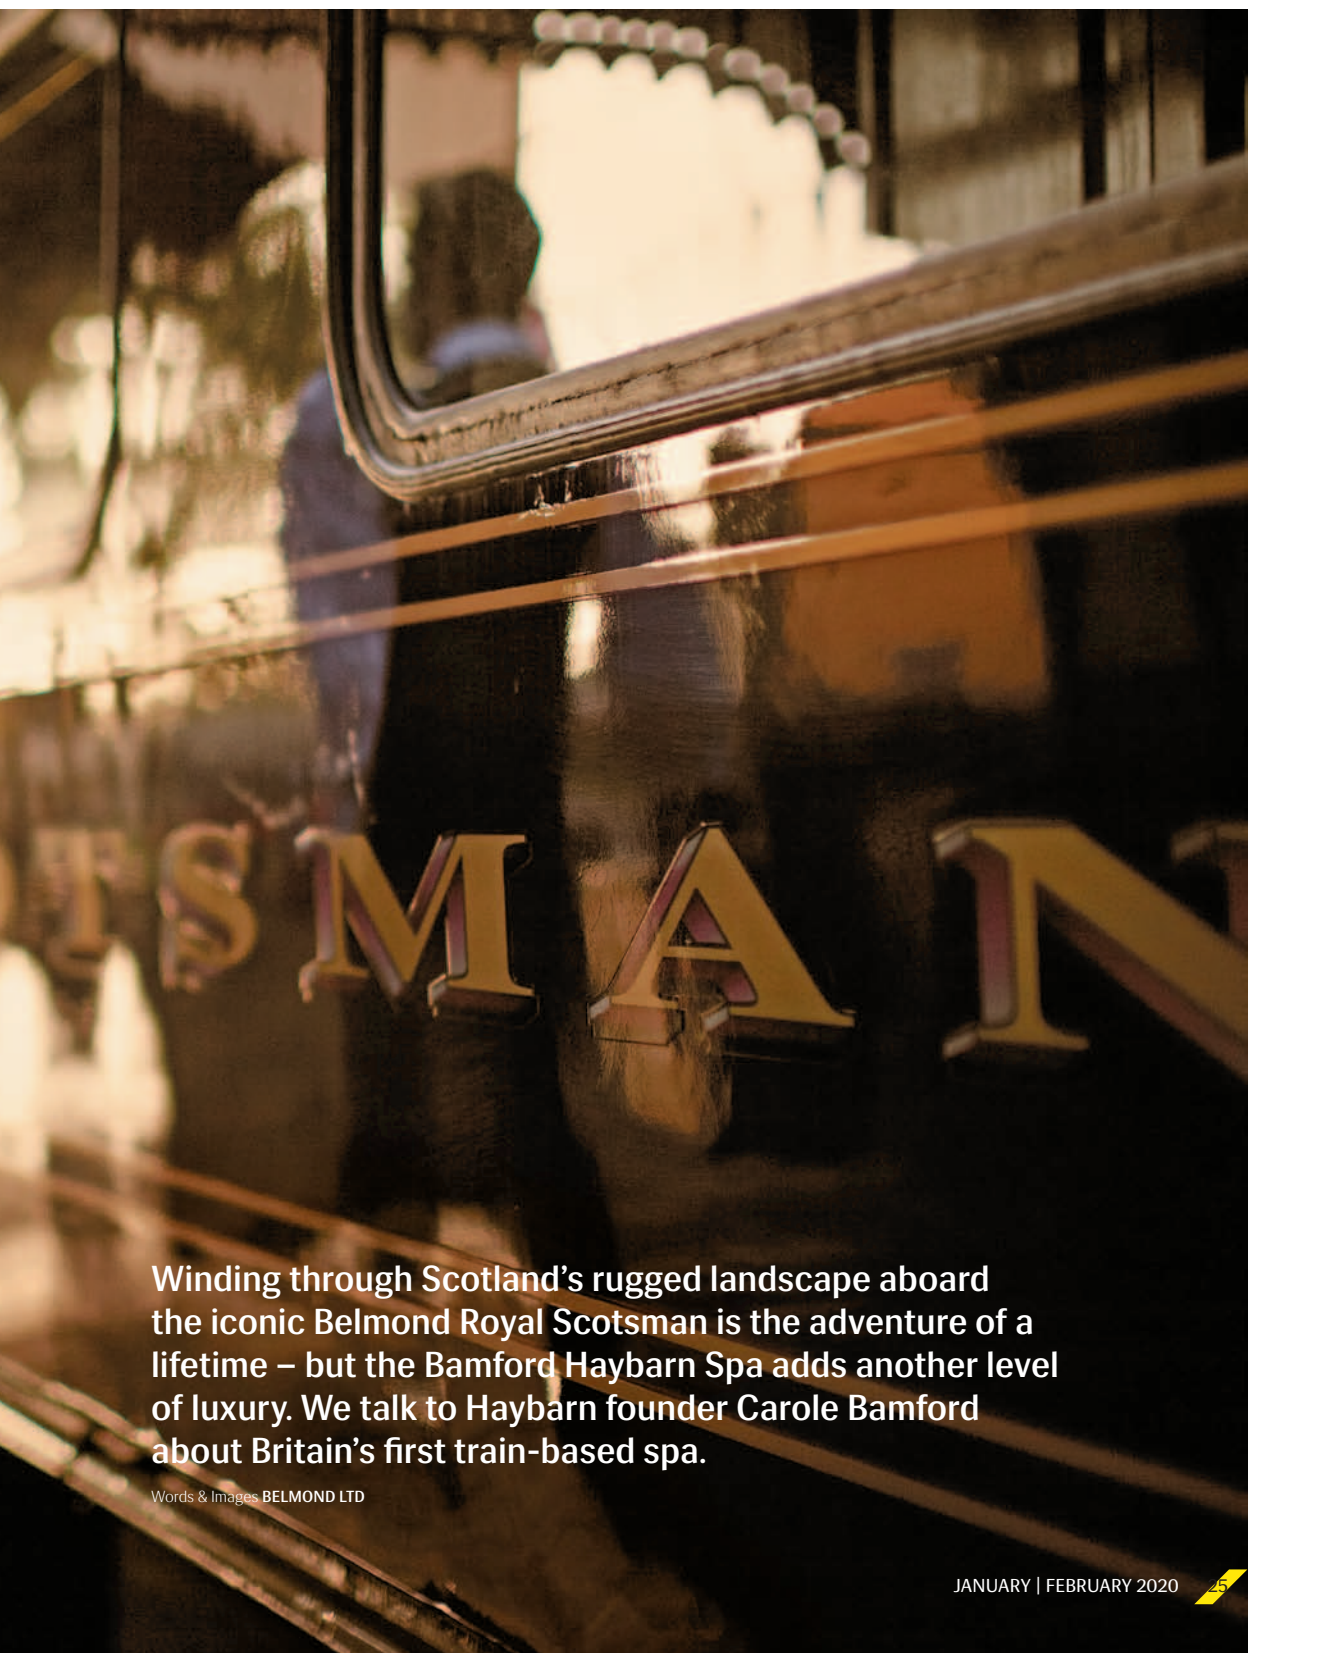 TSMAN
Winding through Scotland’s rugged landscape aboard
the iconic Belmond Royal Scotsman is the adventure of a
lifetime – but the Bamford Haybarn Spa adds another level
of luxury. We talk to Haybarn founder Carole Bamford
about Britain’s first train-based spa.
Words & Images BELMOND LTD
JANUARY | FEBRUARY 2020 25